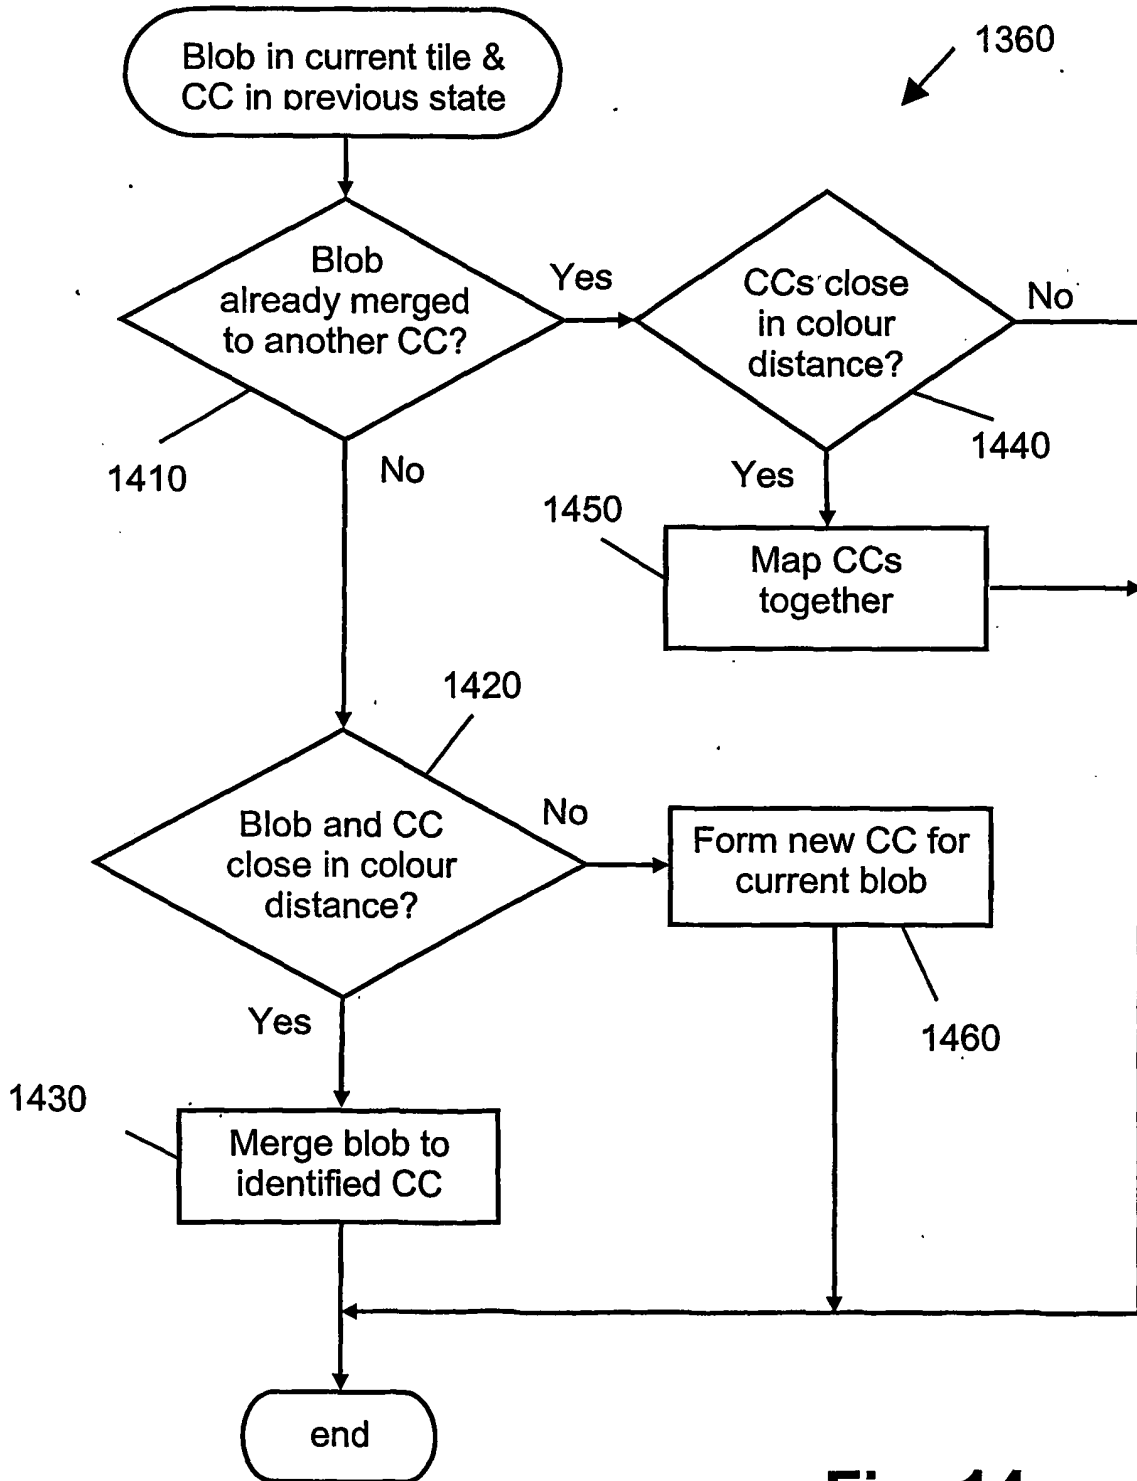 Blob in current tile &
CC in previous state
1360
Blob
already merged
to another CC?
Yes
CCs close
in colour
distance?
No
1410
No
1440
Yes
1450
Map CCs
together
1420
Blob and CC
close in colour
distance?
No
Form new CC for
current blob
Yes
1460
1430
Merge blob to
identified CC
end
Fig. 14